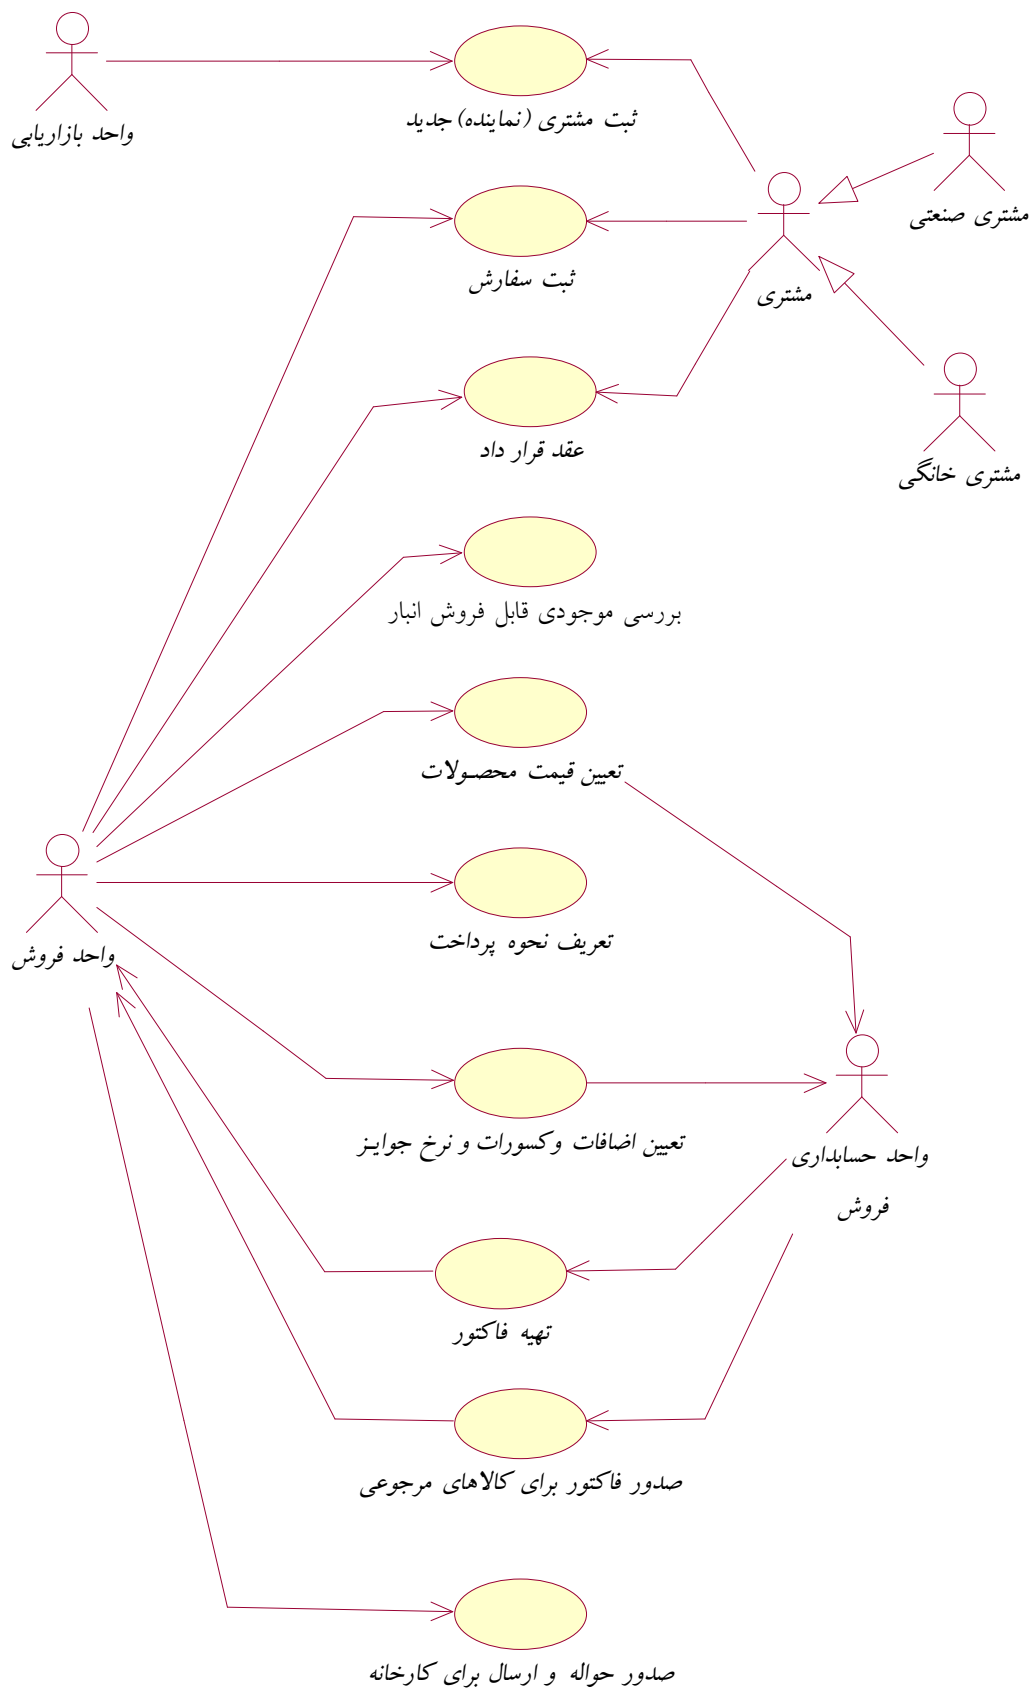 واحد بازاریابی
ثبت مشتری (نماینده) جدید
مشتری صنعتی
ثبت سفارش
مشتری
عقد قرار داد
مشتری خانگی
بررسی موجودی قابل فروش انبار
تعیین قیمت محصولات
تعریف نحوه پرداخت
واحد فروش
تعیین اضافات وکسورات و نرخ جوایز
واحد حسابداری
فروش
تهیه فاکتور
صدور فاکتور برای کالاهای مرجوعی
صدور حواله و ارسال برای کارخانه